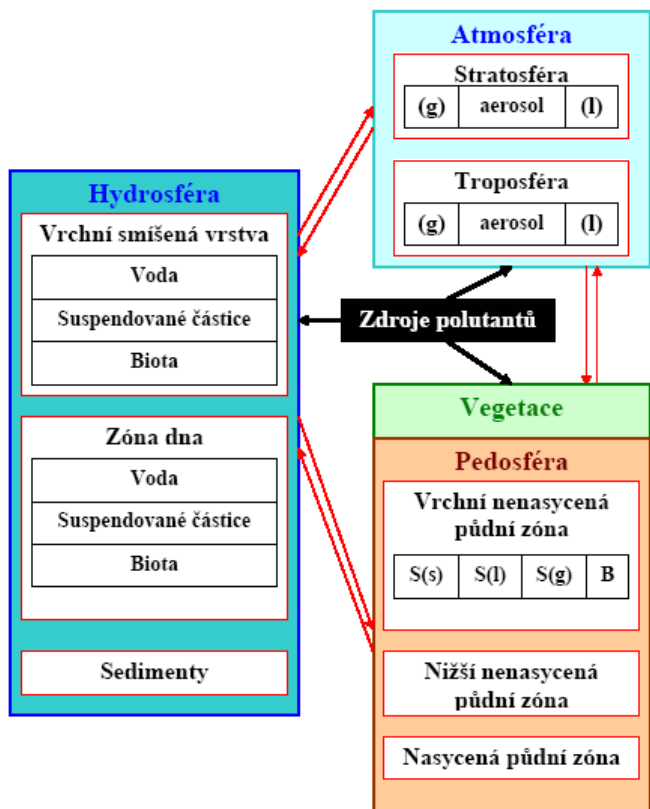 Atmosféra
Stratosféra
(g) aerosol (l)
Troposféra
(g) aerosol (l)
Hydrosféra
Vrchní smíšená vrstva
Voda
Suspendované částice
Biota
Zóna dna
Voda
Suspendované částice
Biota
Sedimenty
Zdroje polutantů
Vegetace
Pedosféra
Vrchní nenasycená
půdní zóna
S(s) S(l) S(g) B
Nižší nenasycená
půdní zóna
Nasycená půdní zóna